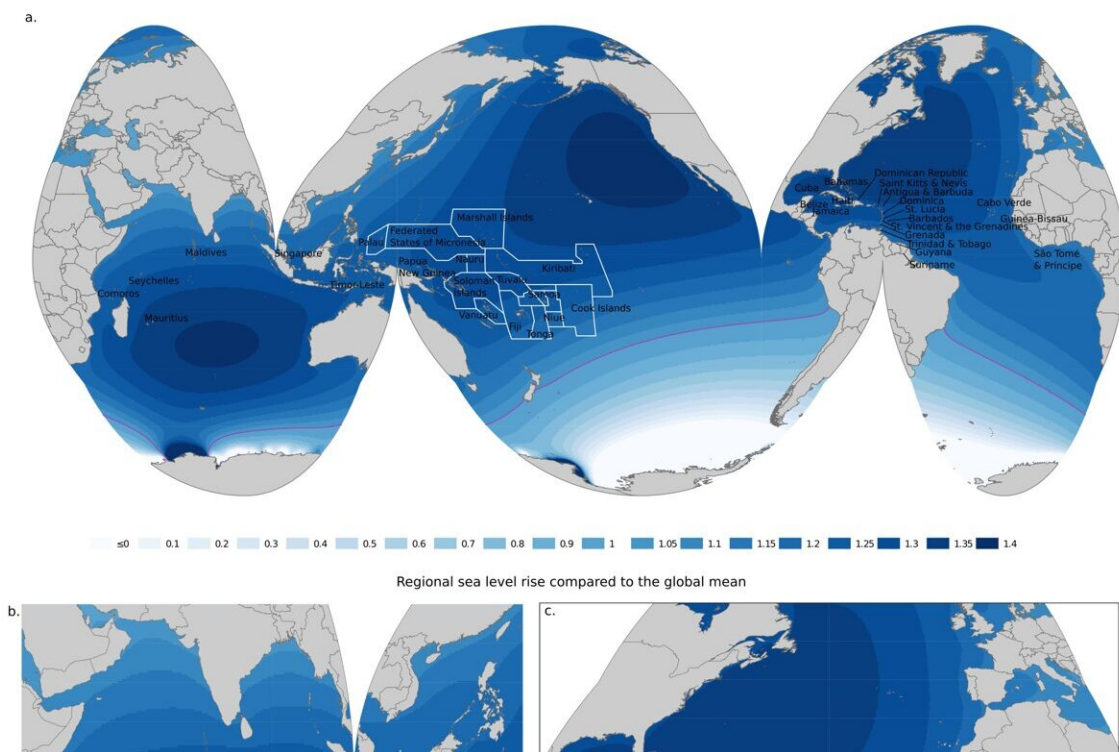 a.
Dominican Republic
Saint Kitts & Nevis
Bahamas
Cuba
Antigua & Barbuda
Haiti
Dominica
Cabo Verde
Belize
St. Lucia
Jamaica
Barbados
Guinea-Bissau
Marshall Islands
St. Vincent & the Grenadines
Federated
States of Micronesia
Grenada
Palau
Trinidad & Tobago
Maldives
Singapore
Guyana
São Tomé
& Príncipe
Nauru
Papua
New Guinea
Suriname
Kiribati
Seychelles
Tuvalu
Timor-Leste
Solomon
Islands
Comoros
Samoa
Cook Islands
Mauritius
Vanuatu
Niue
Fiji
Tonga
≤0 0.1 0.2 0.3 0.4 0.5 0.6 0.7 0.8 0.9 1 1.05 1.1 1.15 1.2 1.25 1.3 1.35 1.4
Regional sea level rise compared to the global mean
b.
c.